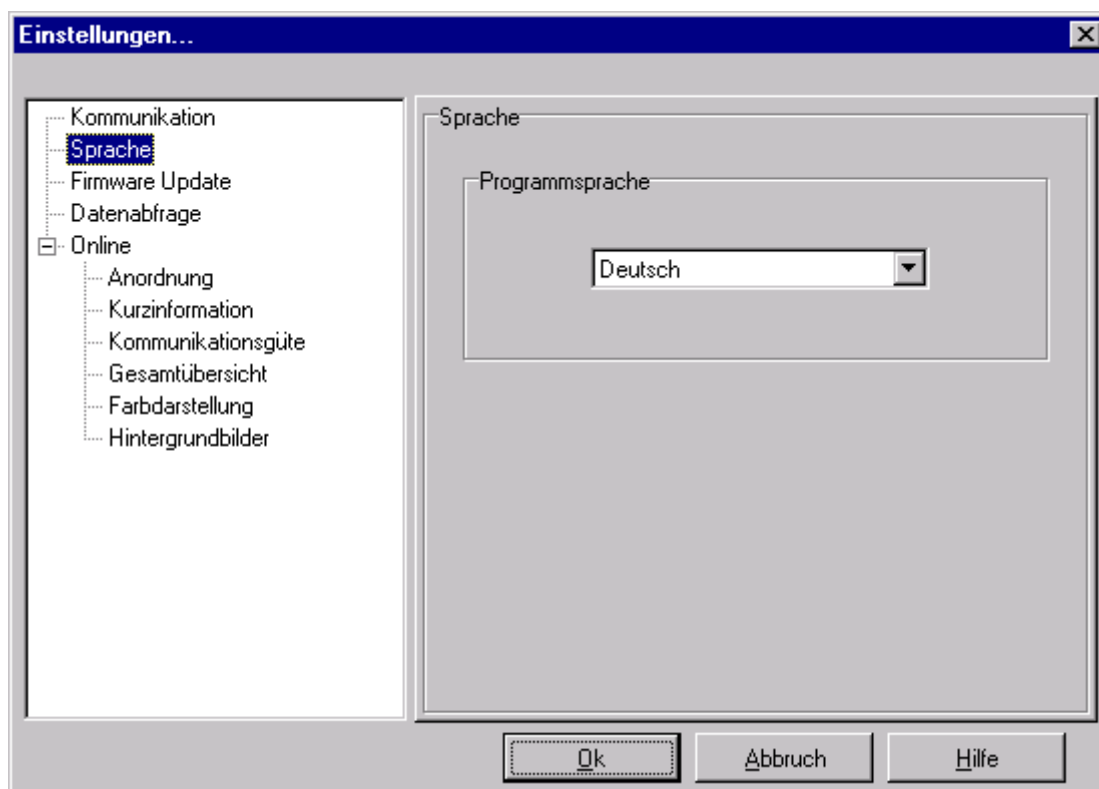 Einstellungen...
Kommunikation
Sprache
Firmware Update
Datenabfrage
Online
Anordnung
Kurzinformation
Kommunikationsgüte
Gesamtübersicht
Farbdarstellung
Hintergrundbilder
Sprache
Programmsprache
Deutsch
Ok
Abbruch
Hilfe